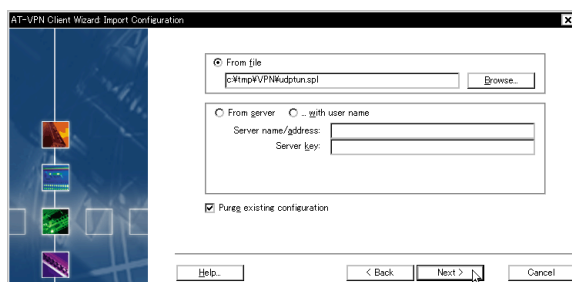 AT-VPN Client Wizard: Import Configuration
From file
c:¥tmp¥VPN¥udptun.spl
Browse...
From server
... with user name
Server name/address:
Server key:
Purge existing configuration
Help...
< Back
Next >
Cancel